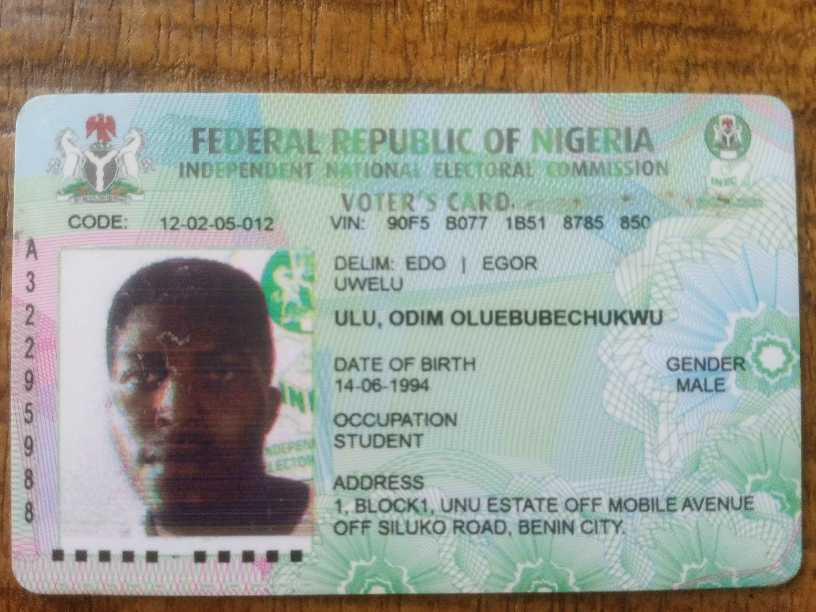 FEDERAL REPUBLIC OF NIGERIA
INDEPENDENT NATIONAL ELECTORAL COMMISSION
VOTER'S CARD.
CODE: 12-02-05-012 VIN: 90F5 B077 1B51 8785 850
DELIM: EDO | EGOR
UWELU
ULU, ODIM OLUEBUBECHUKWU
DATE OF BIRTH GENDER
14-06-1994 MALE
OCCUPATION
STUDENT
ADDRESS
1, BLOCK1, UNU ESTATE OFF MOBILE AVENUE
OFF SILUKO ROAD, BENIN CITY.
A322295988